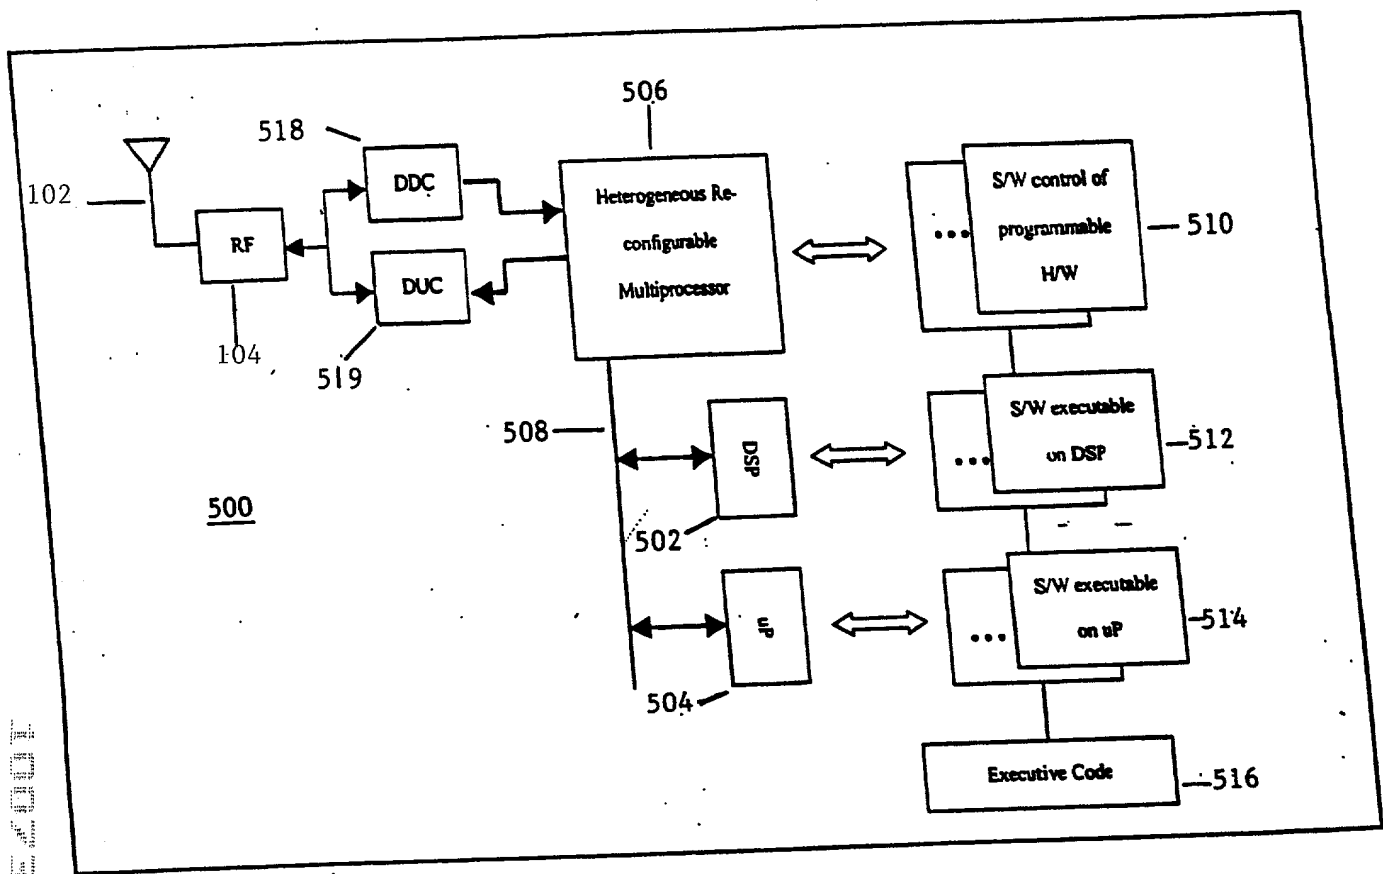 506
518
DDC
Heterogeneous Re-
configurable
Multiprocessor
S/W control of
programmable
H/W
...
510
102
RF
DUC
104
519
508
DSP
S/W executable
on DSP
...
512
500
502
uP
S/W executable
on uP
...
514
504
Executive Code
516